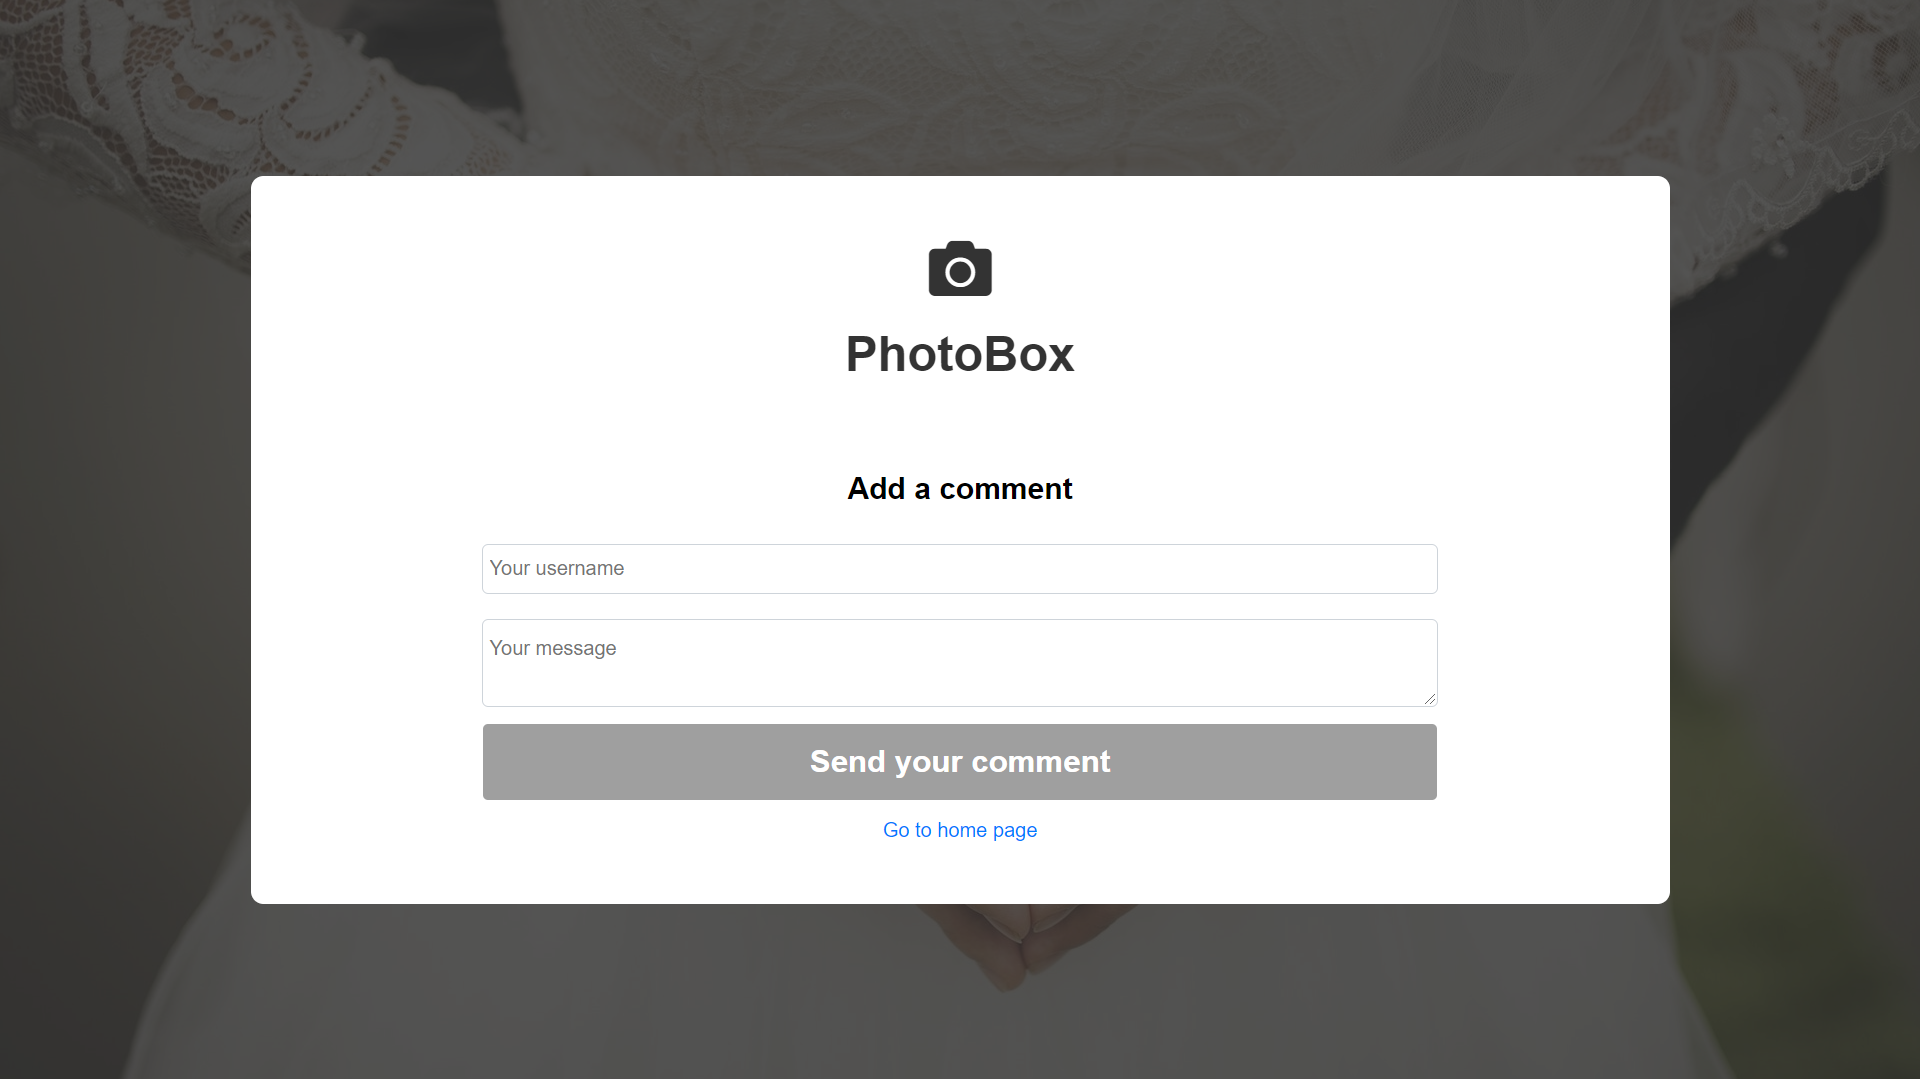 PhotoBox
Add a comment
Your username
Your message
Send your comment
Go to home page